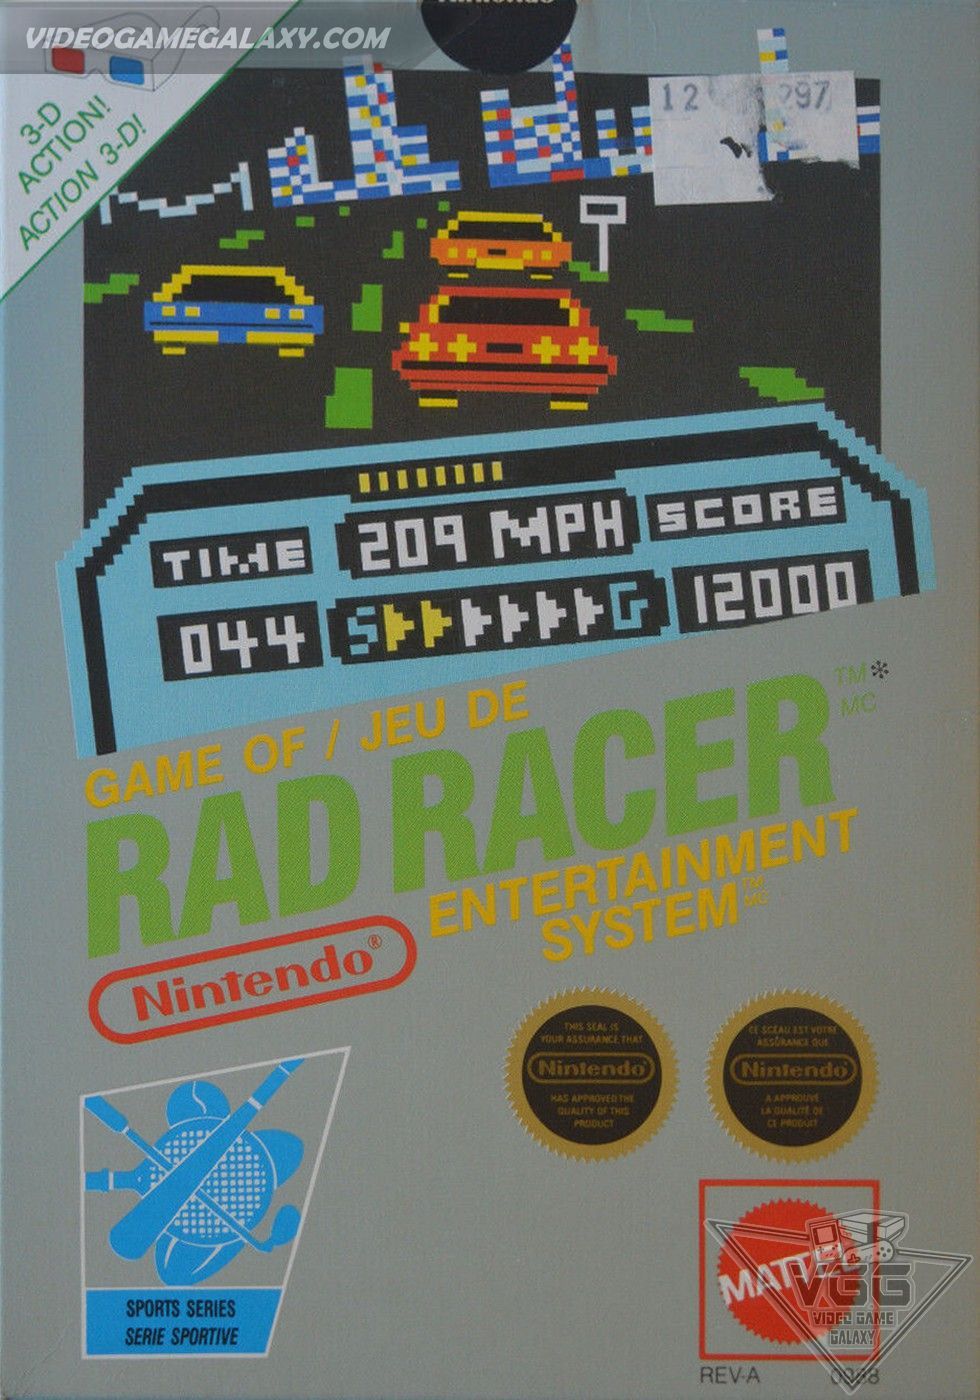 VIDEOGAMEGALAXY.COM
Nintendo
3-D
ACTION!
ACTION 3-D!
12 297
TIME
209 MPH
SCORE
044
S G
12000
GAME OF / JEU DE
RAD RACER
TM*
MC
Nintendo®
ENTERTAINMENT
SYSTEM TM
MC
THIS SEAL IS
YOUR ASSURANCE THAT
Nintendo
HAS APPROVED THE
QUALITY OF THIS
PRODUCT
CE SCEAU EST VOTRE
ASSURANCE QUE
Nintendo
A APPROUVÉ
LA QUALITÉ DE
CE PRODUIT
SPORTS SERIES
SERIE SPORTIVE
MATTEL
VGG
VIDEO GAME
GALAXY
REV-A